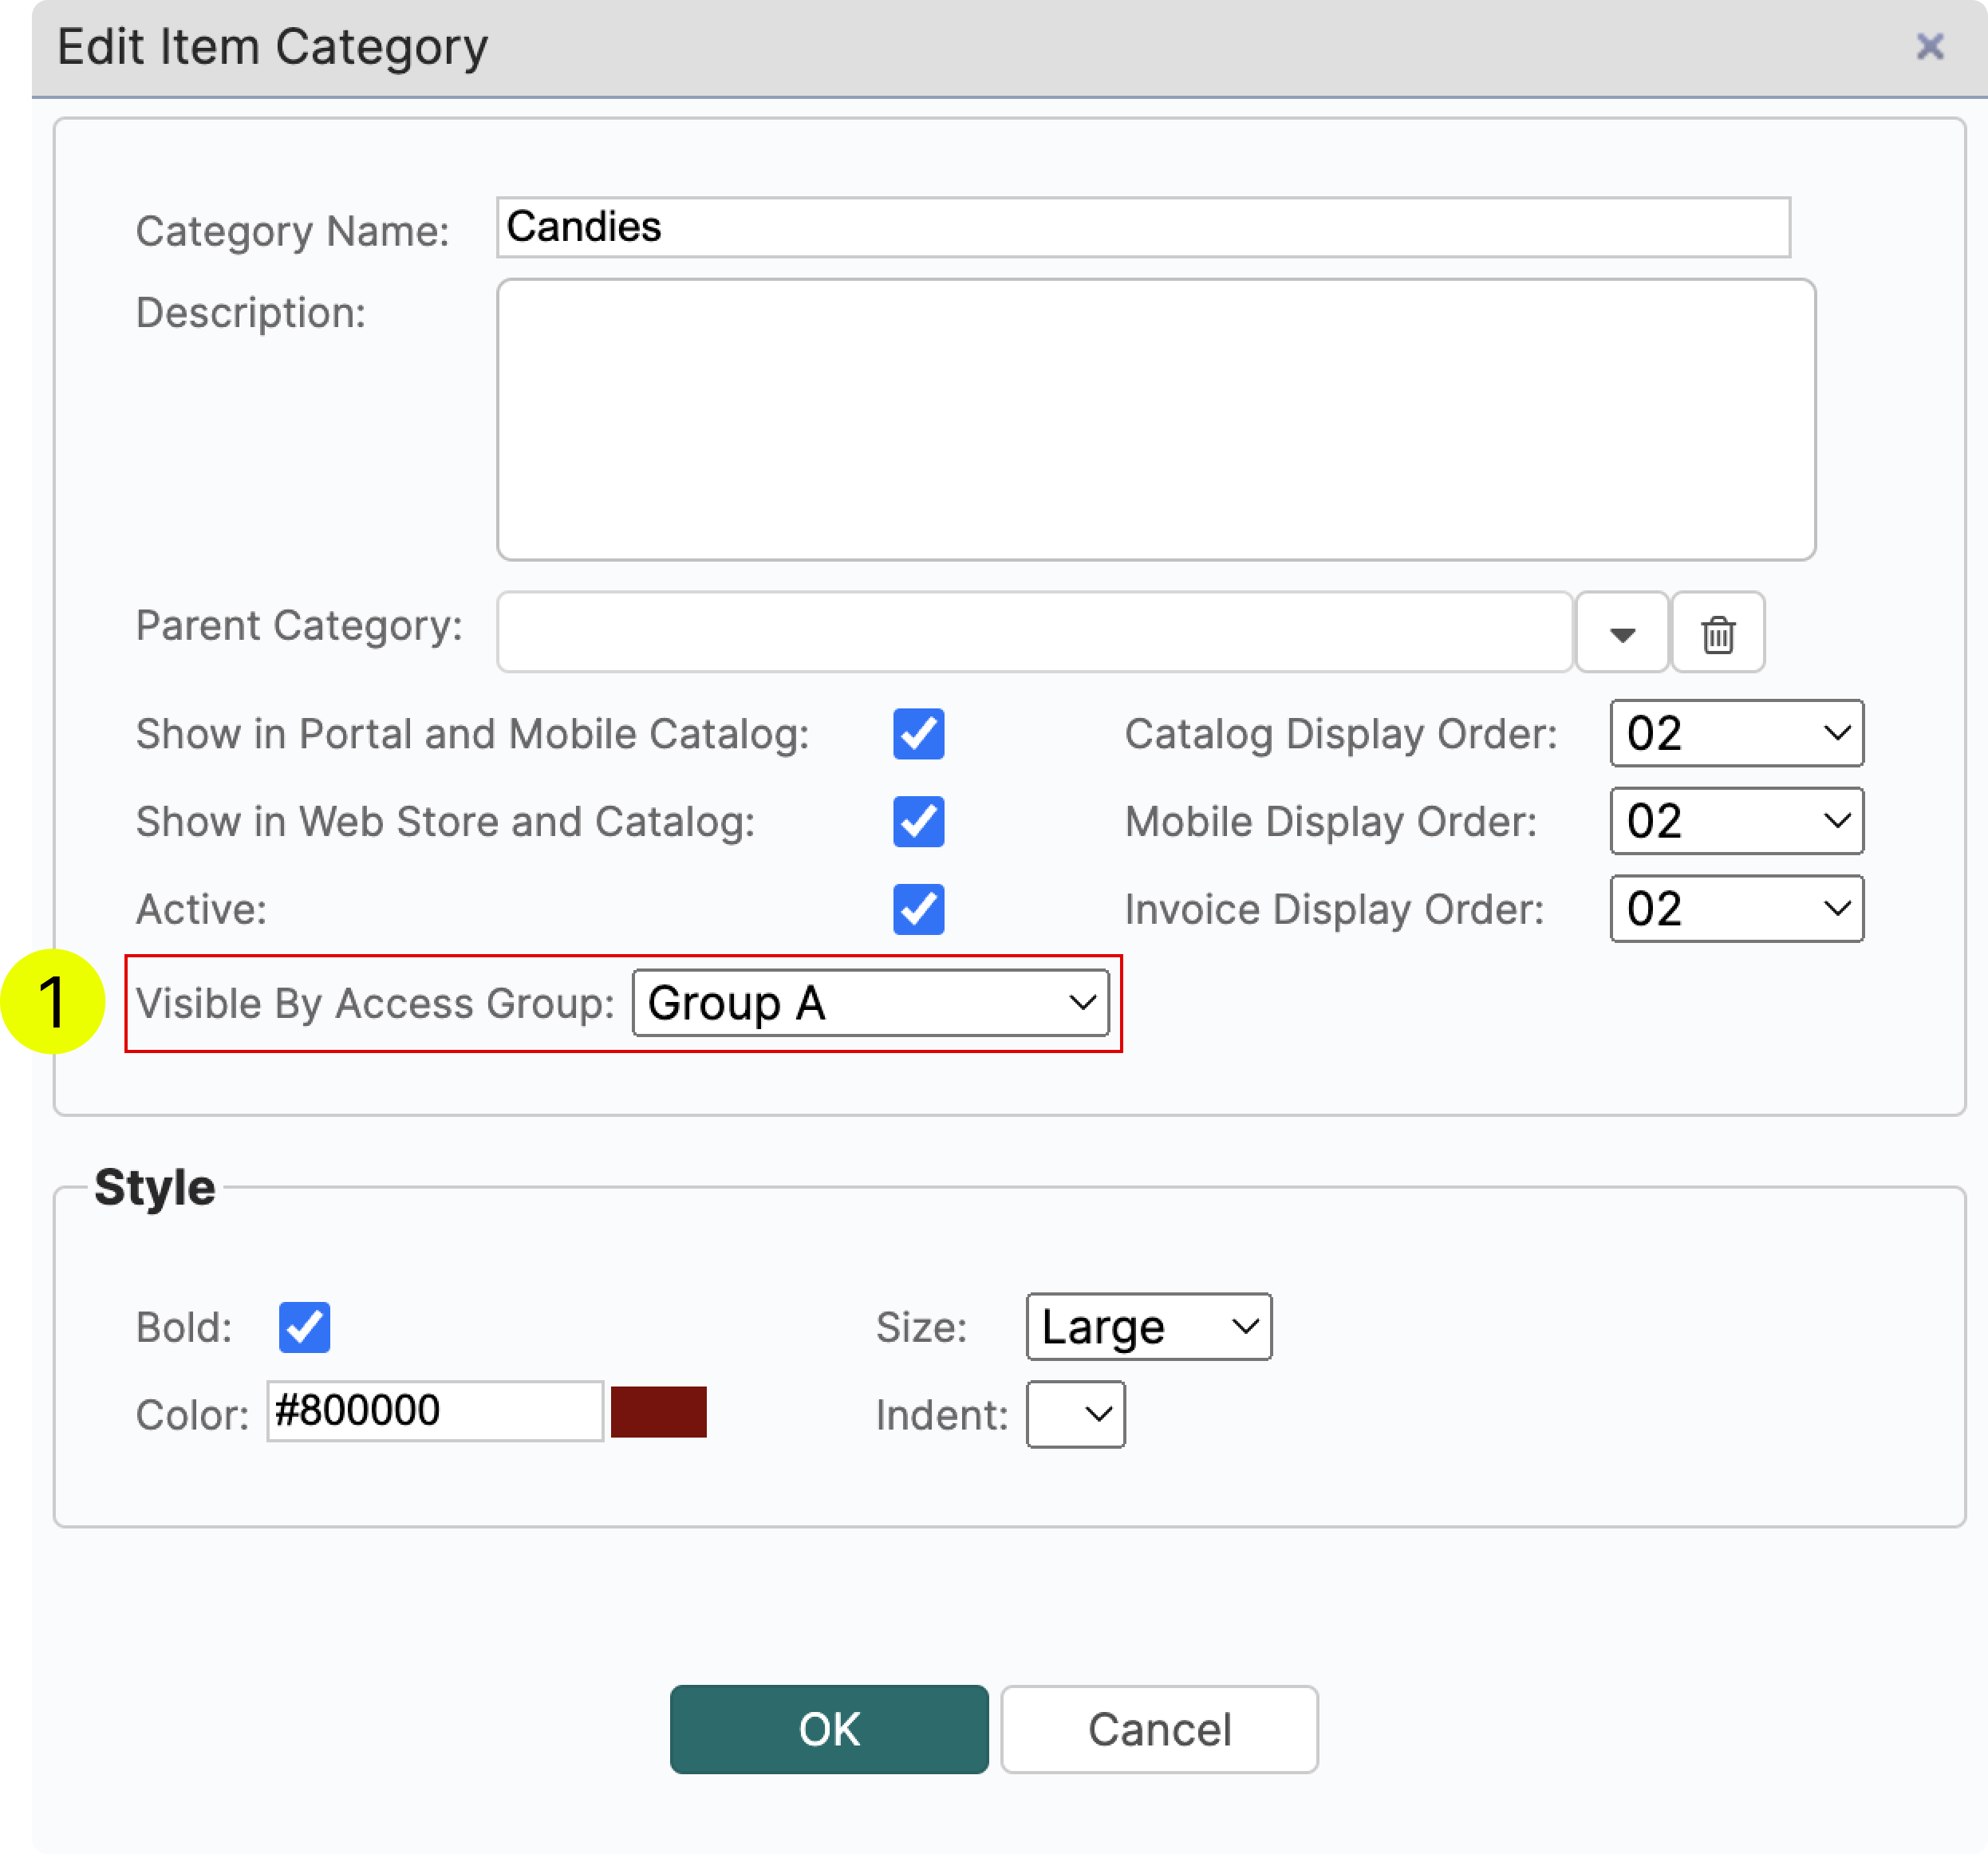 Edit Item Category
Category Name: Candies
Description:
Parent Category:
Show in Portal and Mobile Catalog: Catalog Display Order: 02
Show in Web Store and Catalog: Mobile Display Order: 02
Active: Invoice Display Order: 02
1 Visible By Access Group: Group A
Style
Bold: Size: Large
Color: #800000 Indent:
OK Cancel